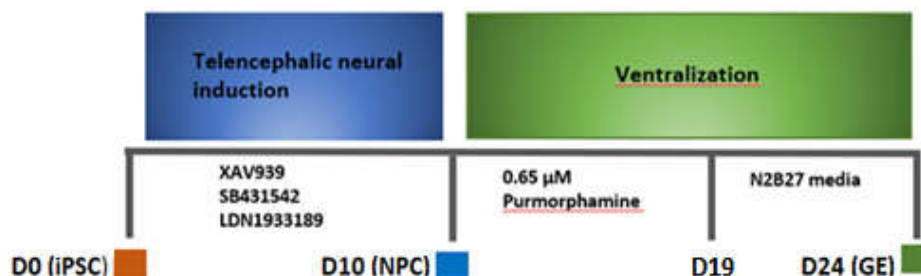 Telencephalic neural
induction
Ventralization
XAV939
SB431542
LDN1933189
0.65 µM
Purmorphamine
N2B27 media
D0 (iPSC)
D10 (NPC)
D19
D24 (GE)